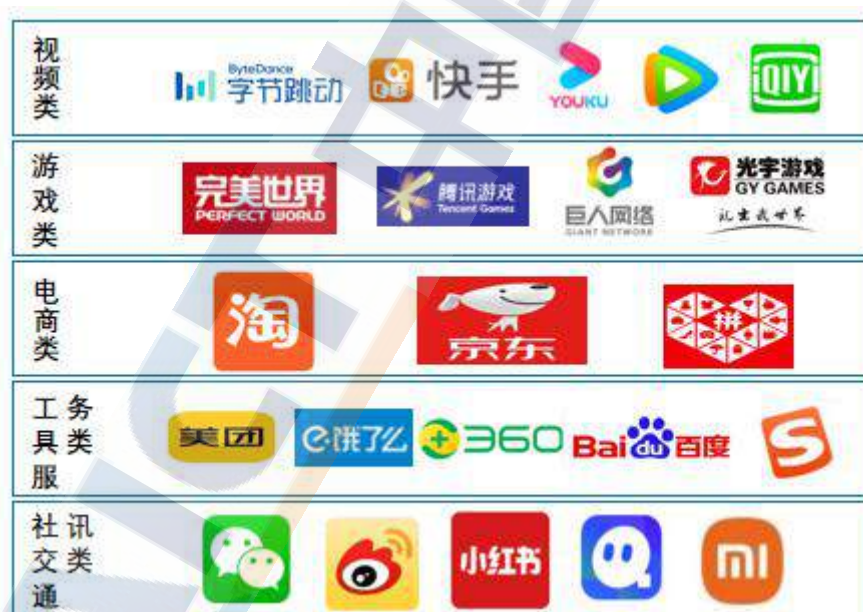 视频类
ByteDance
字节跳动
快手
YOUKU
iQIY
游戏类
完美世界
PERFECT WORLD
腾讯游戏
Tencent Games
巨人网络
GIANT NETWORK
光宇游戏
GY GAMES
电商类
淘
京东
拼
工具服
务类
美团
饿了么
360
Bai du 百度
S
社交通
讯类
小红书
mi